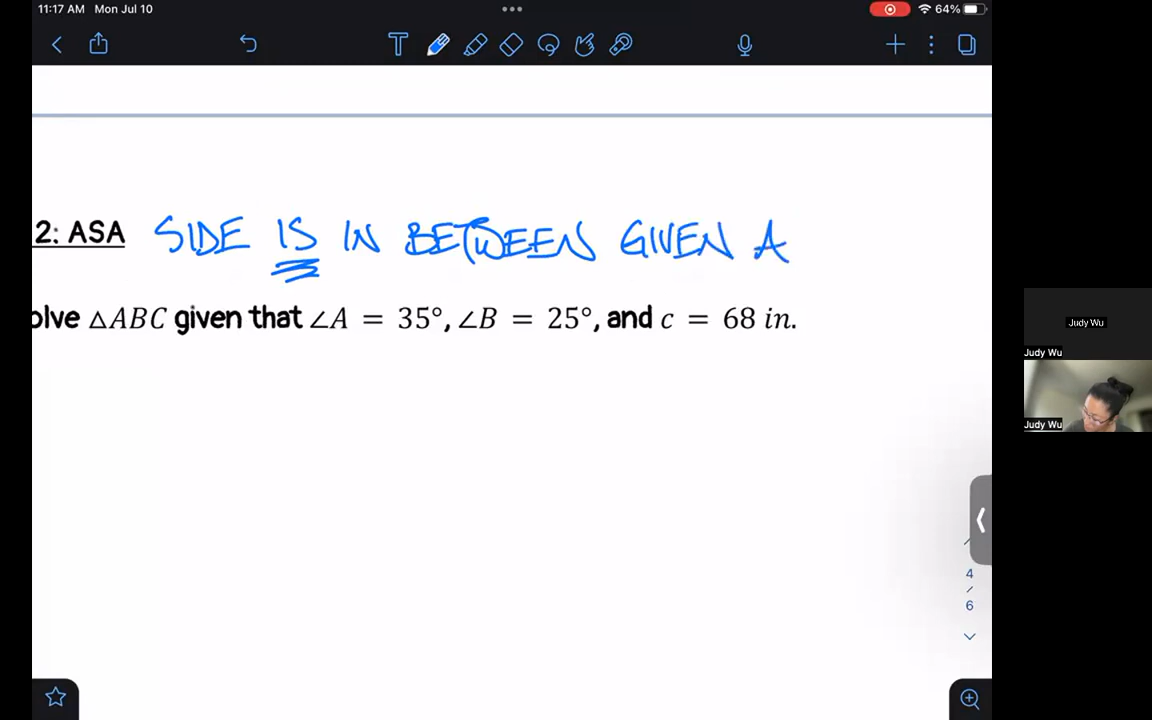 11:17 AM Mon Jul 10
64%
T
2: ASA SIDE IS IN BETWEEN GIVEN A
olve △ABC given that ∠A = 35°, ∠B = 25°, and c = 68 in.
Judy Wu
Judy Wu
Judy Wu
4
/
6